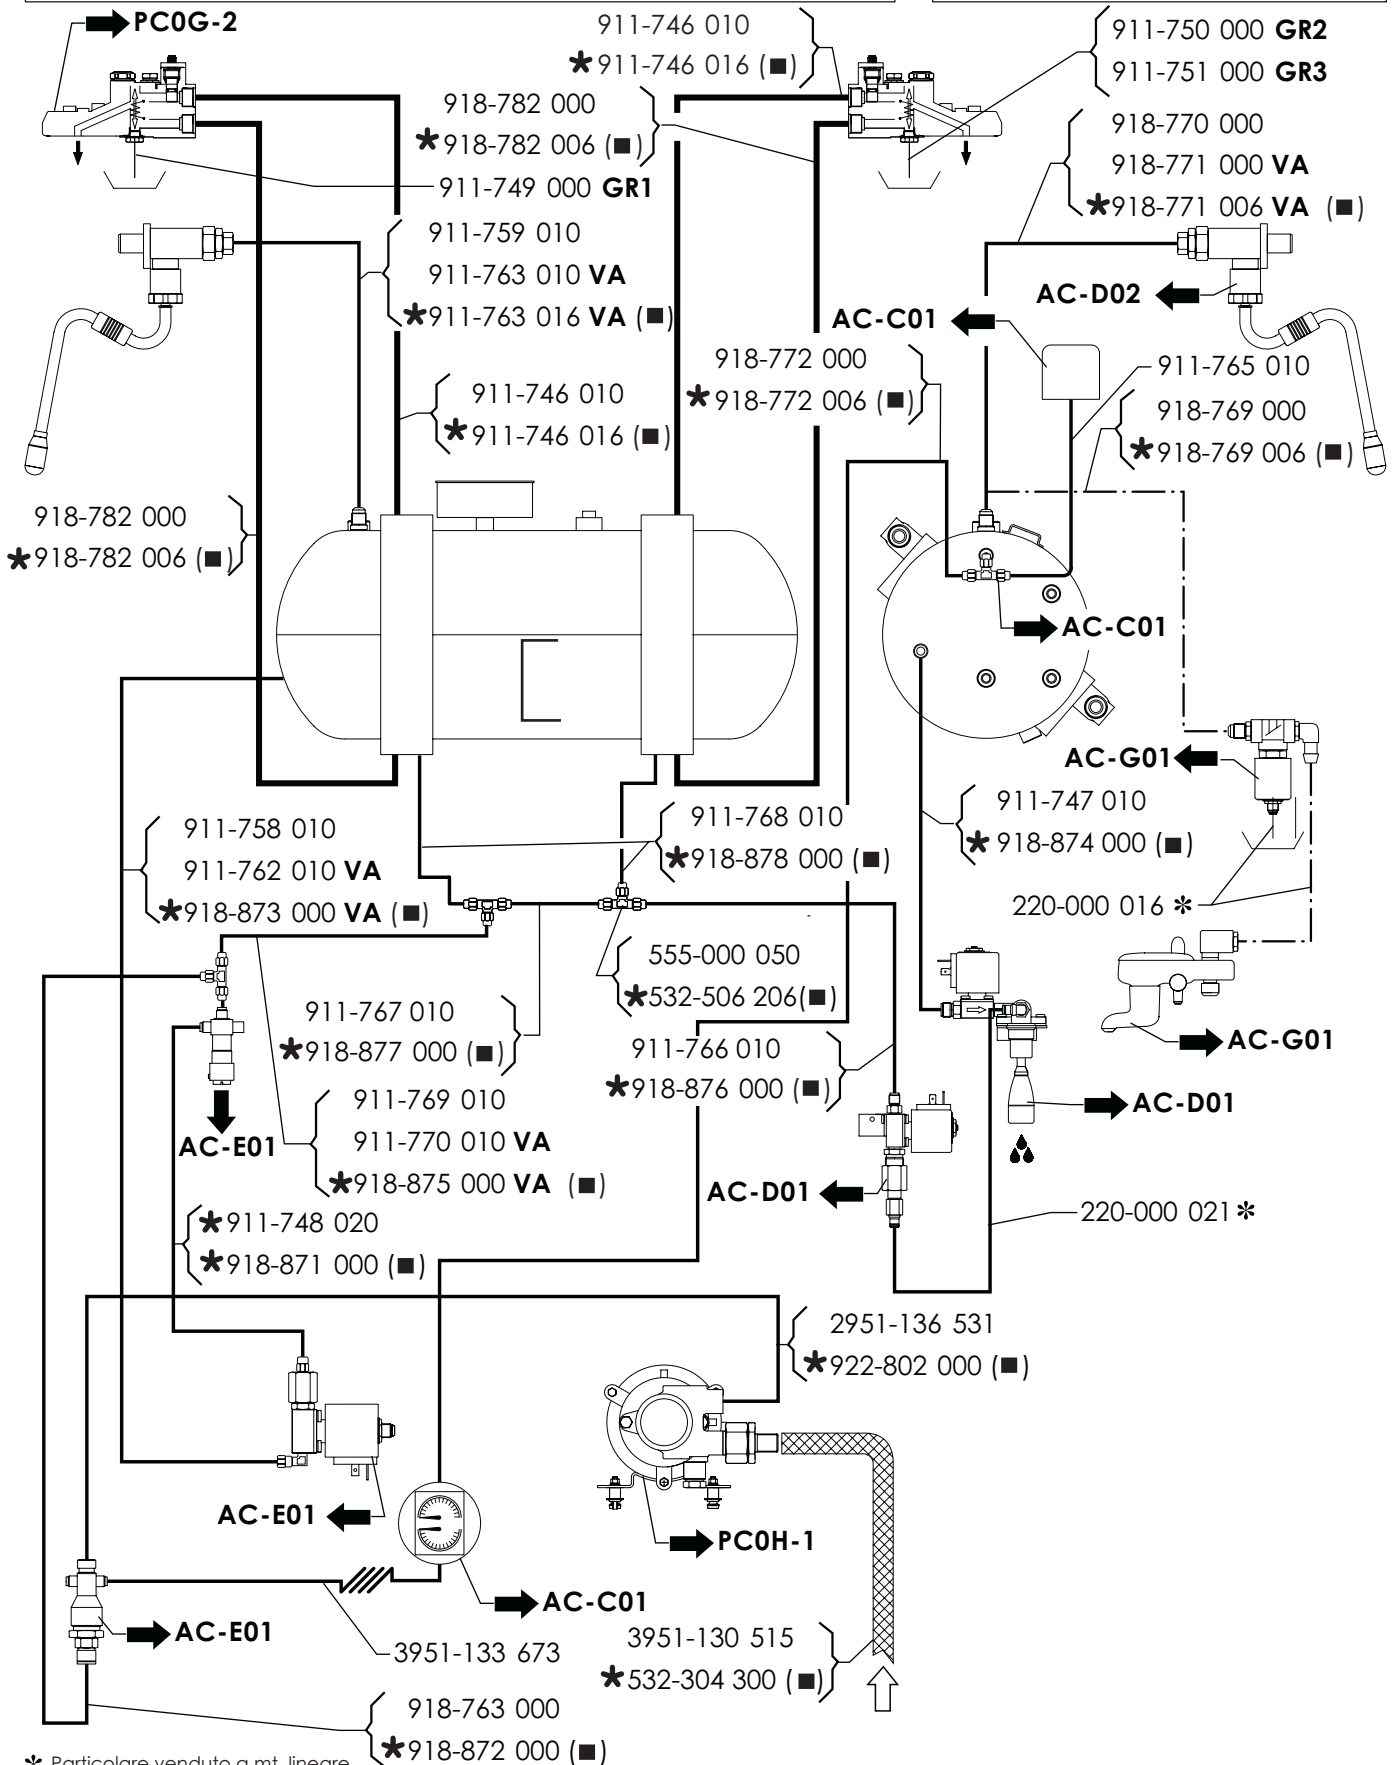 PC0G-2
911-746 010
★911-746 016 (■)
911-750 000 GR2
911-751 000 GR3
918-782 000
★918-782 006 (■)
911-749 000 GR1
918-770 000
918-771 000 VA
★918-771 006 VA (■)
911-759 010
911-763 010 VA
★911-763 016 VA (■)
AC-D02
AC-C01
918-772 000
★918-772 006 (■)
911-765 010
911-746 010
★911-746 016 (■)
918-769 000
★918-769 006 (■)
918-782 000
★918-782 006 (■)
AC-C01
AC-G01
911-758 010
911-762 010 VA
★918-873 000 VA (■)
911-768 010
★918-878 000 (■)
911-747 010
★918-874 000 (■)
220-000 016 ✻
555-000 050
★532-506 206(■)
911-767 010
★918-877 000 (■)
911-766 010
★918-876 000 (■)
AC-G01
AC-E01
911-769 010
911-770 010 VA
★918-875 000 VA (■)
AC-D01
AC-D01
★911-748 020
★918-871 000 (■)
220-000 021✻
2951-136 531
★922-802 000 (■)
AC-E01
PC0H-1
AC-C01
AC-E01
3951-133 673
3951-130 515
★532-304 300 (■)
918-763 000
★918-872 000 (■)
✻ Particolare venduto a mt. lineare